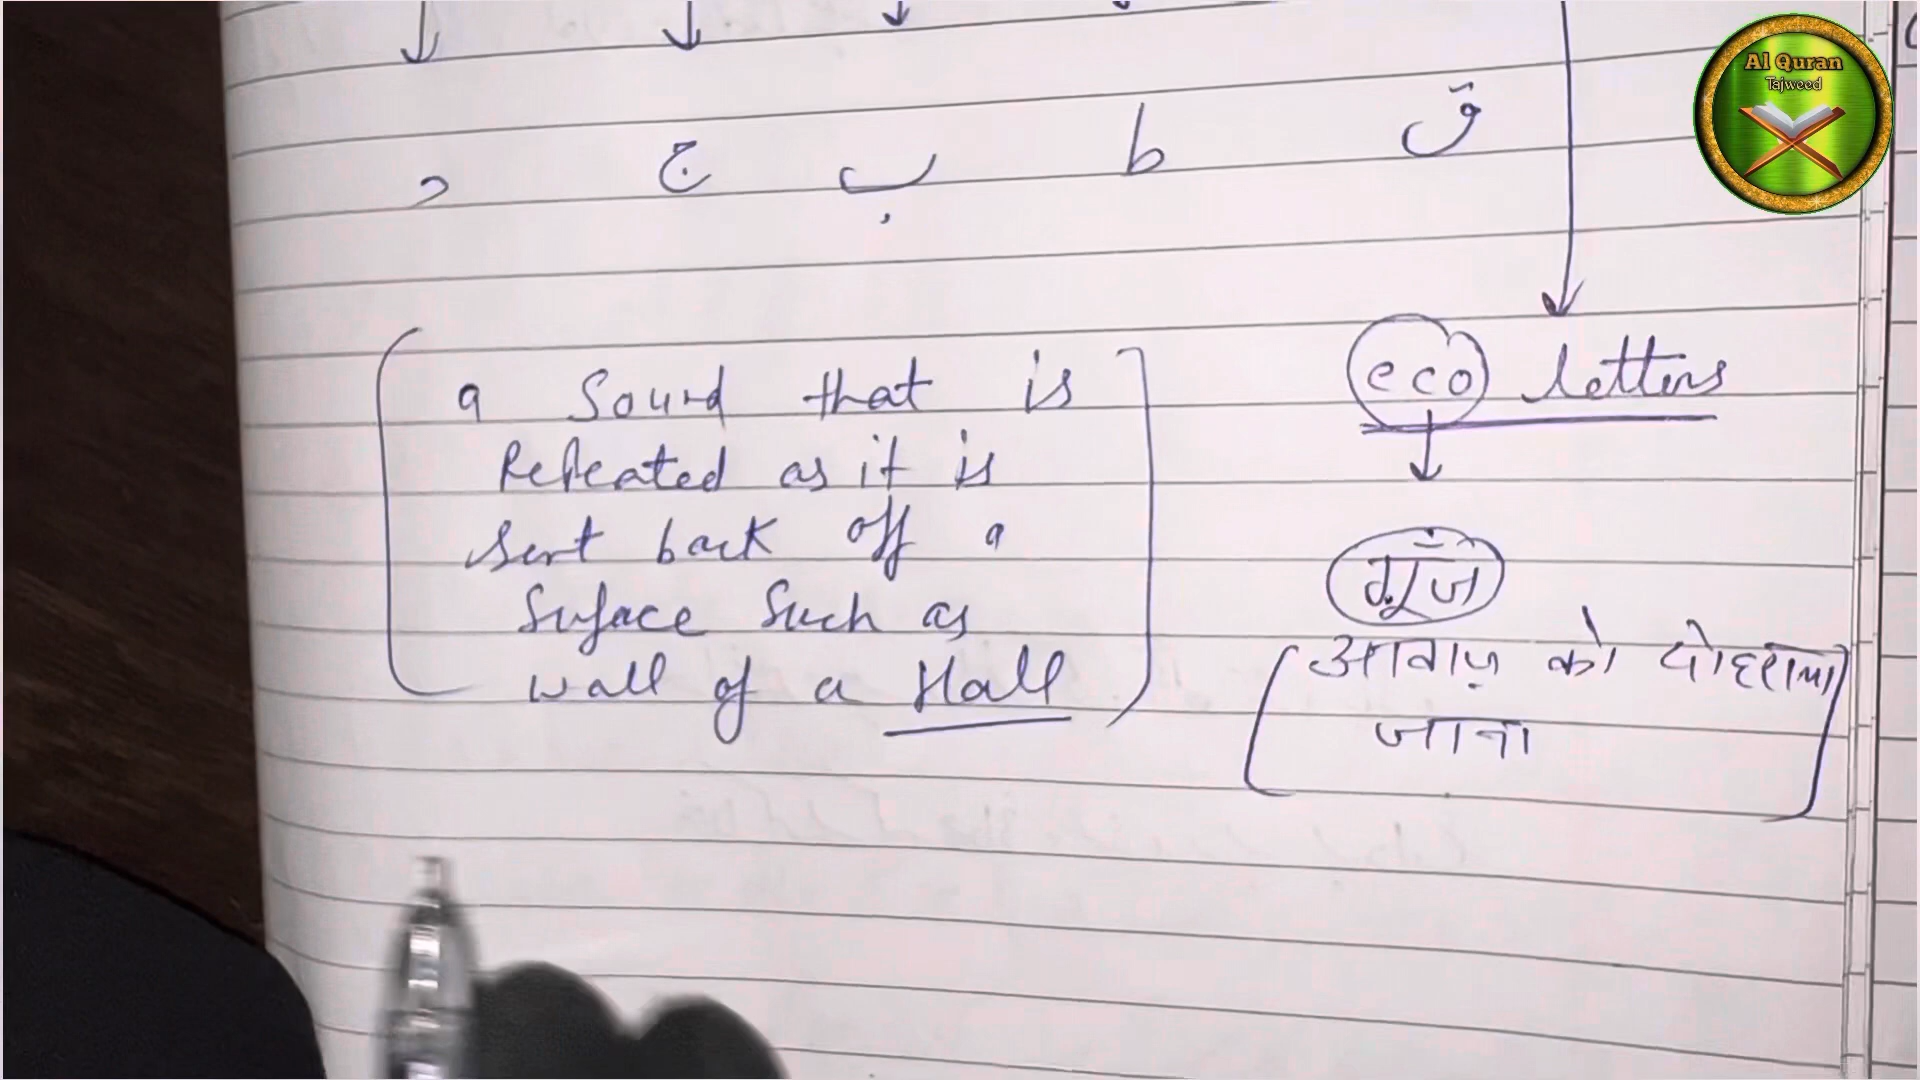 Al Quran
Tajweed
ق ط ب ج د
eco letters
a Sound that is
Repeated as it is
sent back off a
Suface Such as
wall of a Hall
गूंज
आवाज़ को दोहराया
जाना